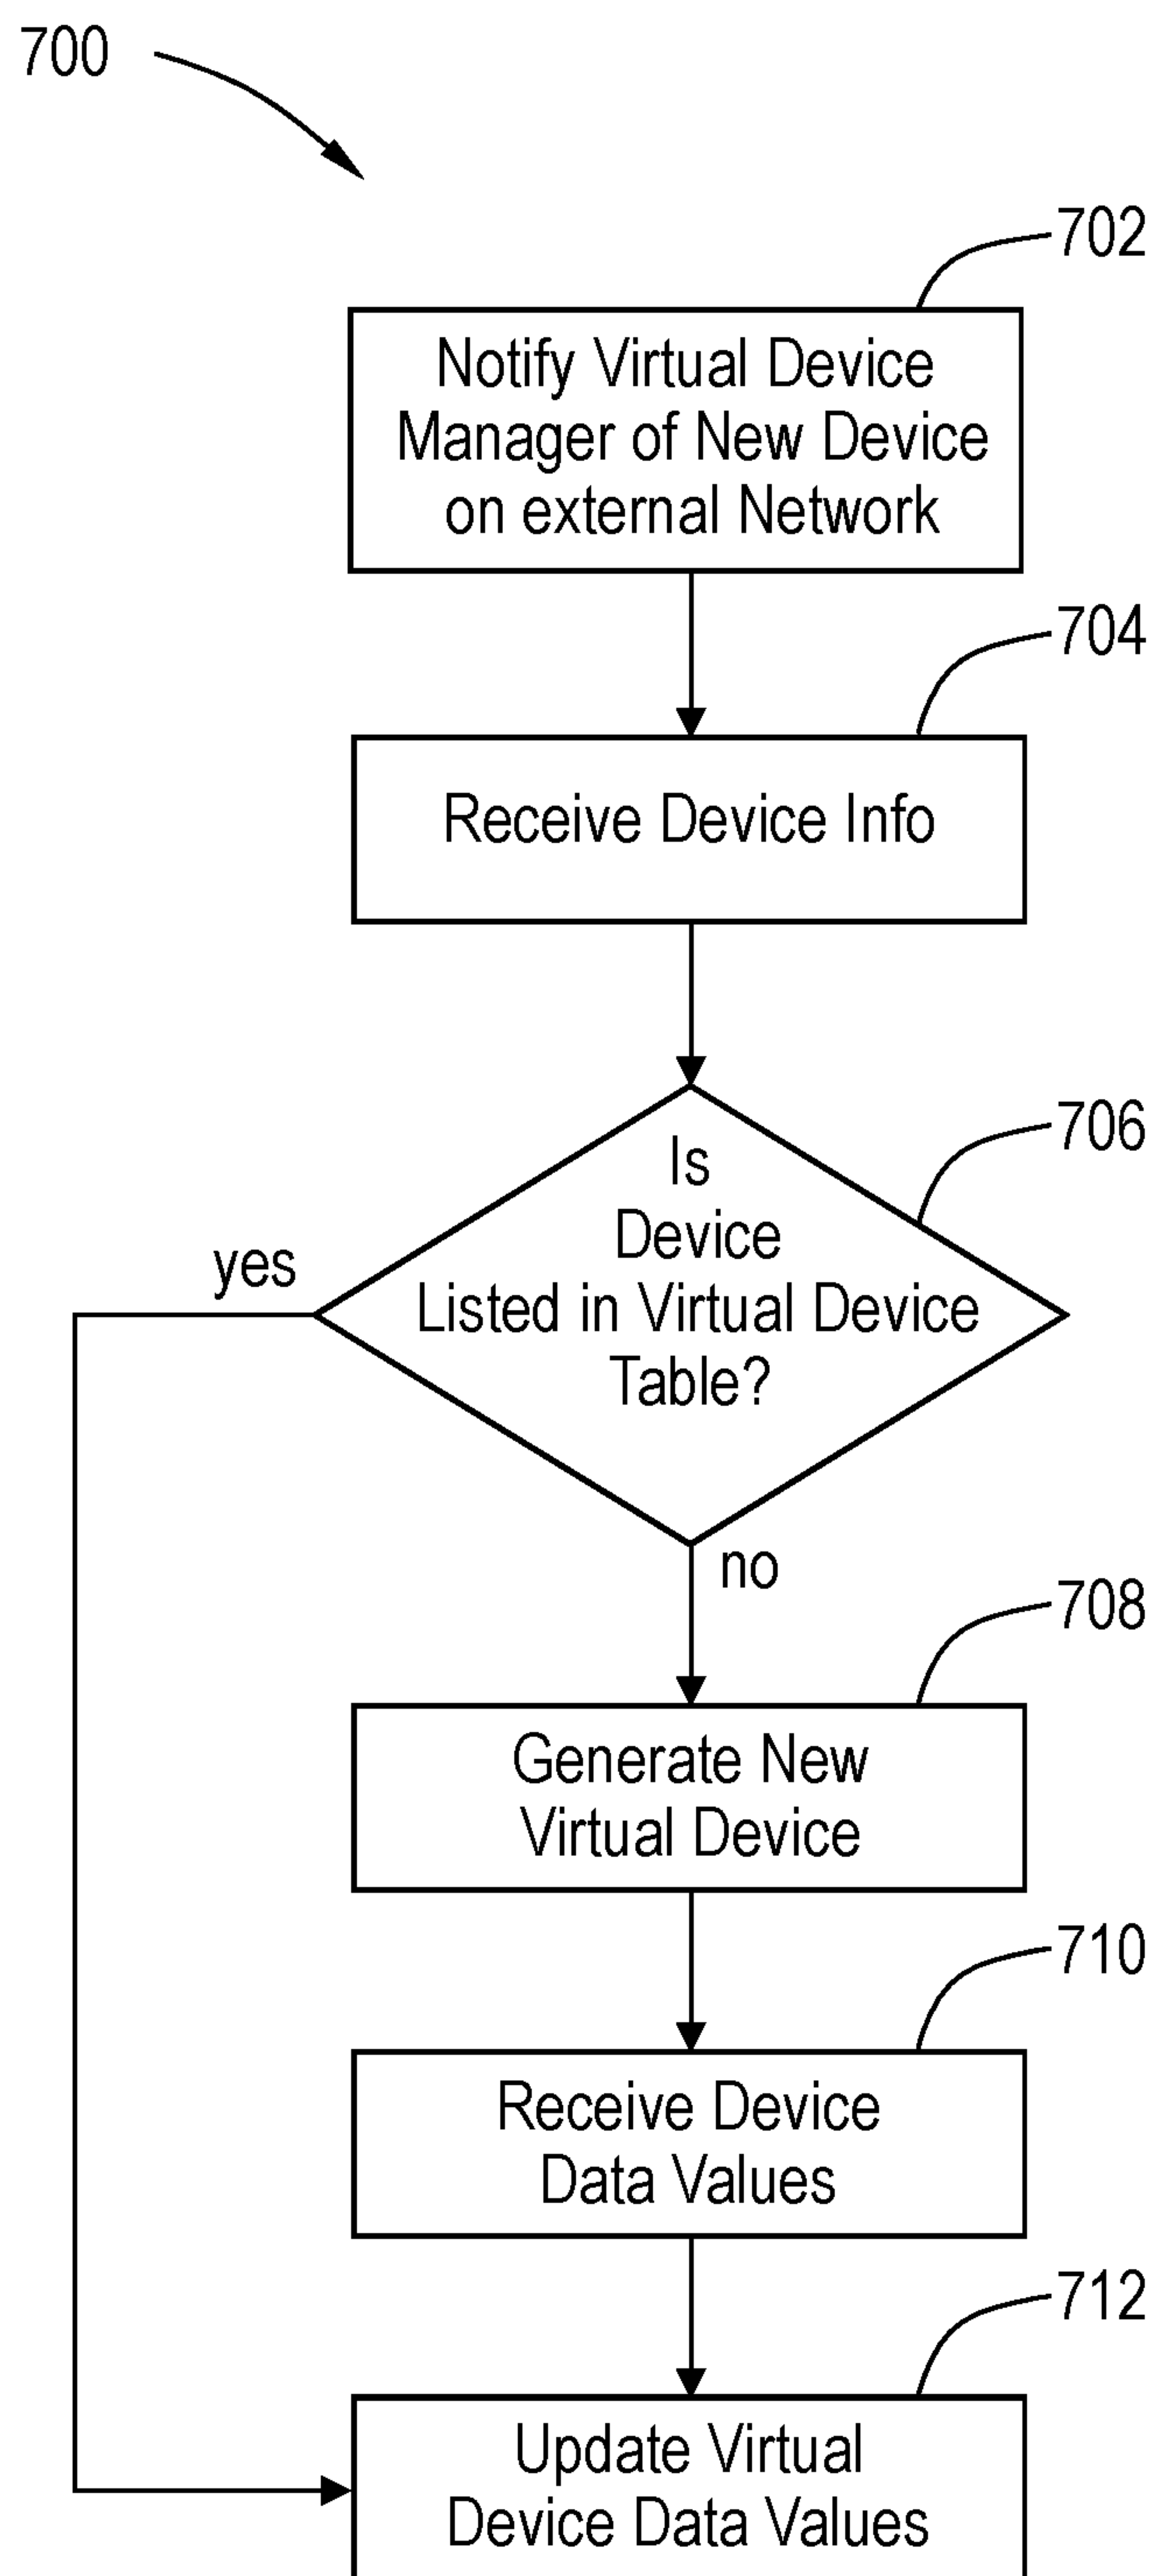 700
702
Notify Virtual Device
Manager of New Device
on external Network
704
Receive Device Info
706
Is
Device
Listed in Virtual Device
Table?
yes
no
708
Generate New
Virtual Device
710
Receive Device
Data Values
712
Update Virtual
Device Data Values